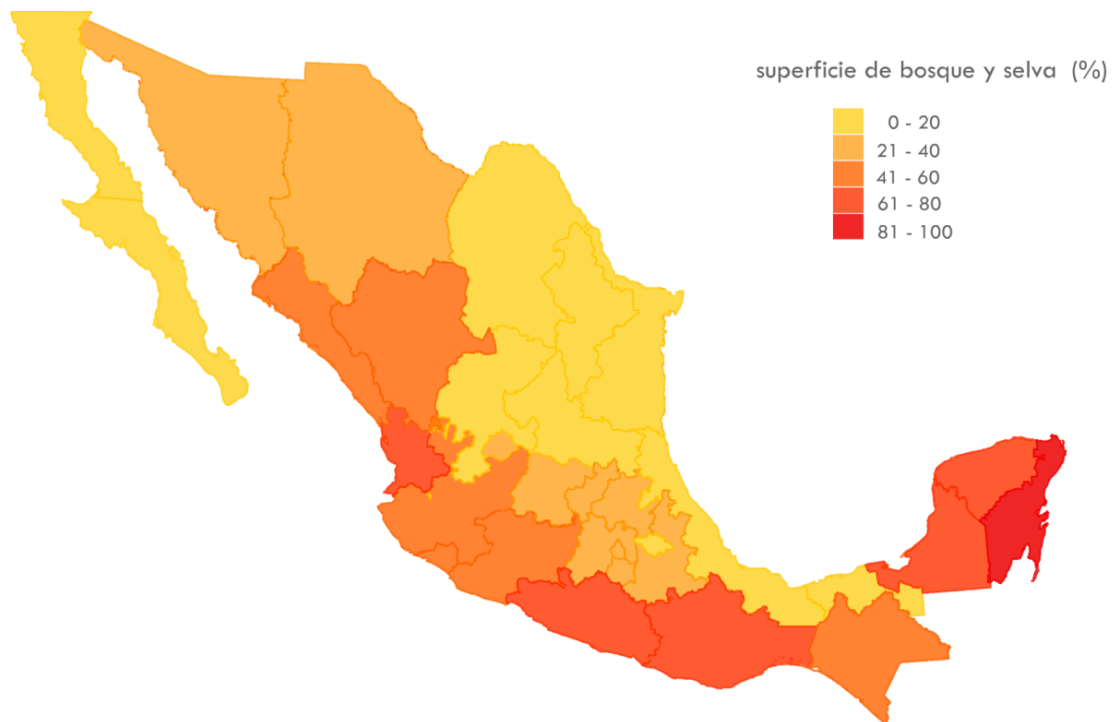 superficie de bosque y selva (%)
0 - 20
21 - 40
41 - 60
61 - 80
81 - 100